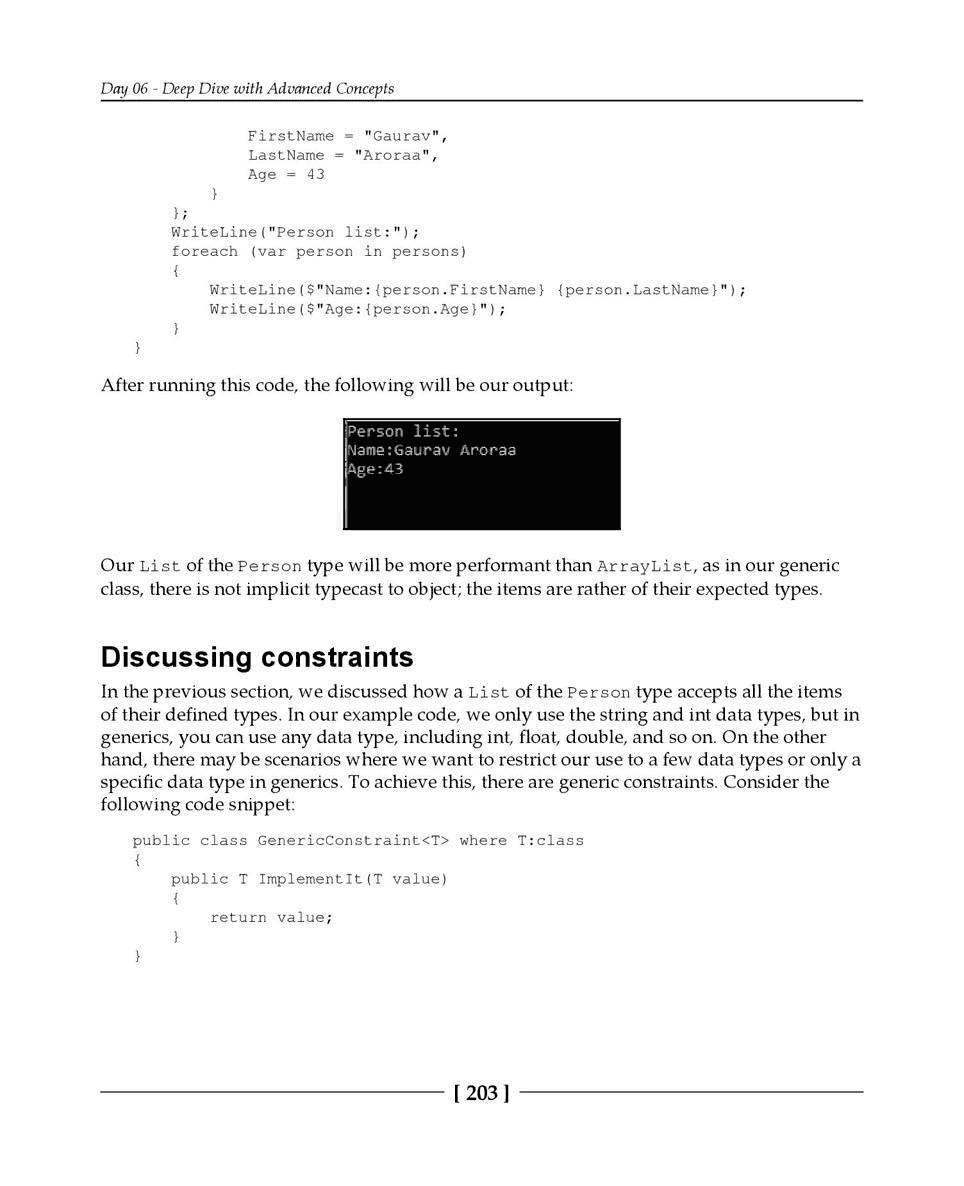 Day 06 - Deep Dive with Advanced Concepts
FirstName = "Gaurav",
LastName = "Aroraa",
Age = 43
}
};
WriteLine("Person list:");
foreach (var person in persons)
{
WriteLine($"Name:{person.FirstName} {person.LastName}");
WriteLine($"Age:{person.Age}");
}
}
After running this code, the following will be our output:
Person list:
Name:Gaurav Aroraa
Age:43
Our List of the Person type will be more performant than ArrayList, as in our generic
class, there is not implicit typecast to object; the items are rather of their expected types.
Discussing constraints
In the previous section, we discussed how a List of the Person type accepts all the items
of their defined types. In our example code, we only use the string and int data types, but in
generics, you can use any data type, including int, float, double, and so on. On the other
hand, there may be scenarios where we want to restrict our use to a few data types or only a
specific data type in generics. To achieve this, there are generic constraints. Consider the
following code snippet:
public class GenericConstraint<T> where T:class
{
public T ImplementIt(T value)
{
return value;
}
}
[ 203 ]